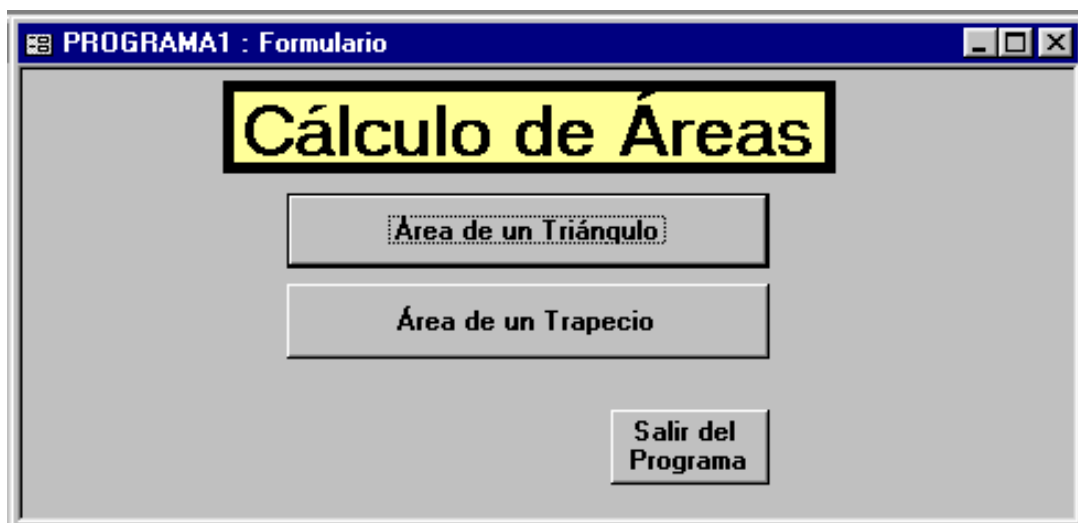 PROGRAMA1 : Formulario
Cálculo de Áreas
Área de un Triángulo
Área de un Trapecio
Salir del
Programa